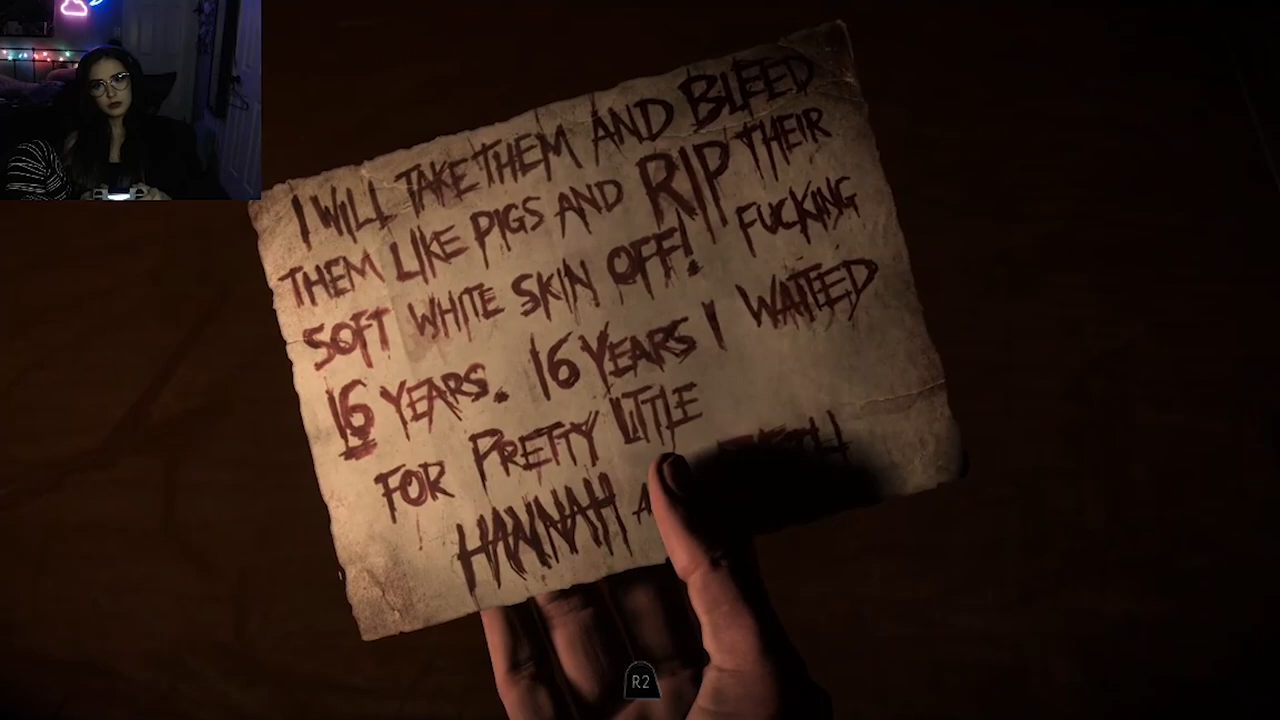 I WILL TAKE THEM AND BLEED
THEM LIKE PIGS AND RIP THEIR
SOFT WHITE SKIN OFF! FUCKING
16 YEARS. 16 YEARS I WAITED
FOR PRETTY LITTLE
HANNAH
R2